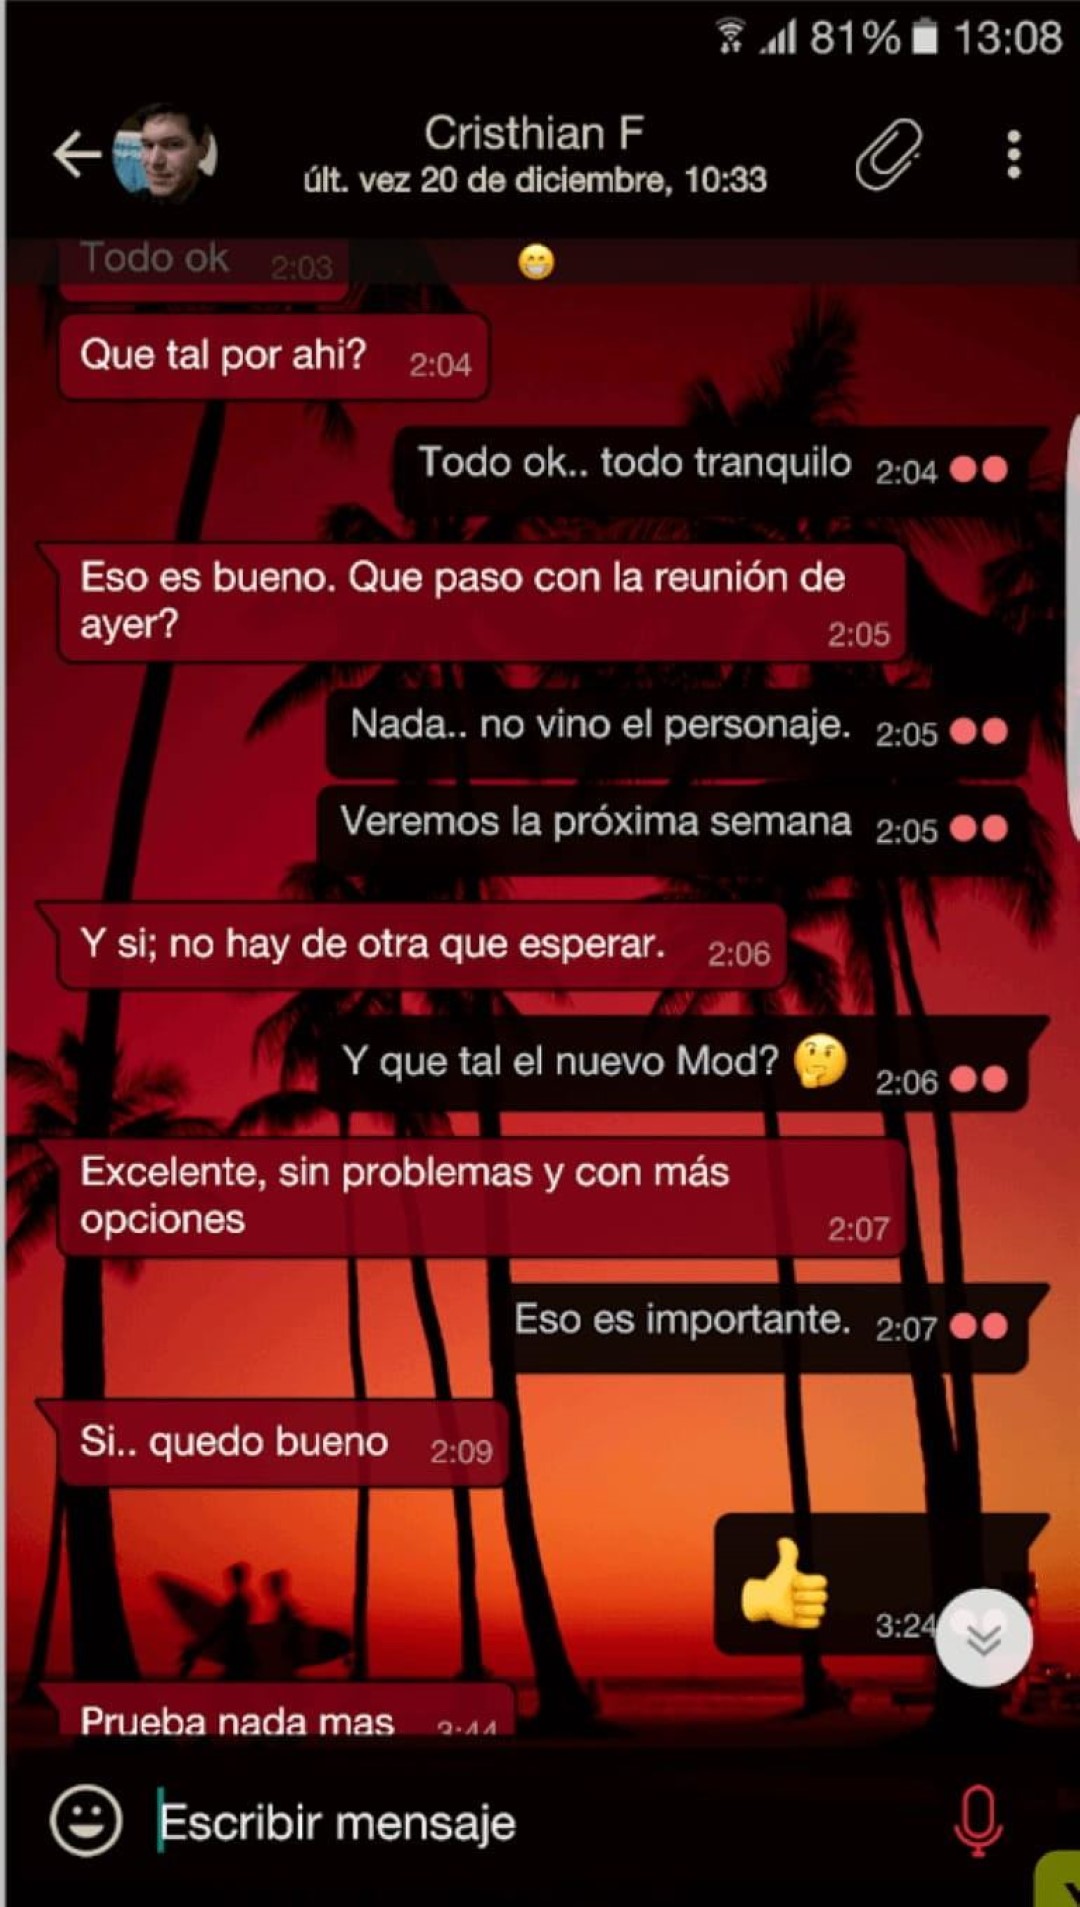 81% 13:08
Cristhian F
últ. vez 20 de diciembre, 10:33
Todo ok 2:03
😁
Que tal por ahi? 2:04
Todo ok.. todo tranquilo 2:04
Eso es bueno. Que paso con la reunión de
ayer? 2:05
Nada.. no vino el personaje. 2:05
Veremos la próxima semana 2:05
Y si; no hay de otra que esperar. 2:06
Y que tal el nuevo Mod? 🤔 2:06
Excelente, sin problemas y con más
opciones 2:07
Eso es importante. 2:07
Si.. quedo bueno 2:09
👍 3:24
Prueba nada mas
Escribir mensaje